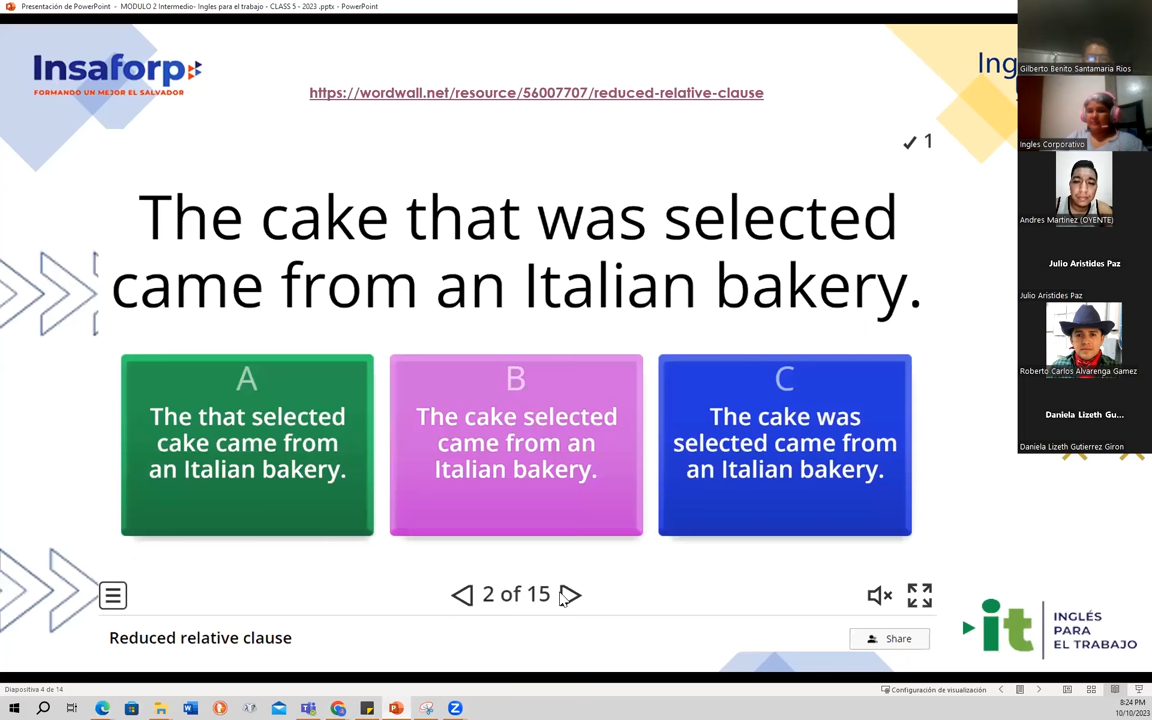 Presentación de PowerPoint - MODULO 2 Intermedio- Ingles para el trabajo - CLASS 5 - 2023 .pptx - PowerPoint
Insaforp
FORMANDO UN MEJOR EL SALVADOR
https://wordwall.net/resource/56007707/reduced-relative-clause
Ing
Gilberto Benito Santamaria Rios
Ingles Corporativo
Andres Martinez (OYENTE)
Julio Aristides Paz
Julio Aristides Paz
Roberto Carlos Alvarenga Gamez
Daniela Lizeth Gu...
Daniela Lizeth Gutierrez Giron
1
The cake that was selected
came from an Italian bakery.
A
The that selected
cake came from
an Italian bakery.
B
The cake selected
came from an
Italian bakery.
C
The cake was
selected came from
an Italian bakery.
2 of 15
Reduced relative clause
Share
it
INGLÉS
PARA
EL TRABAJO
Diapositiva 4 de 14
Configuración de visualización
8:24 PM
10/10/2023